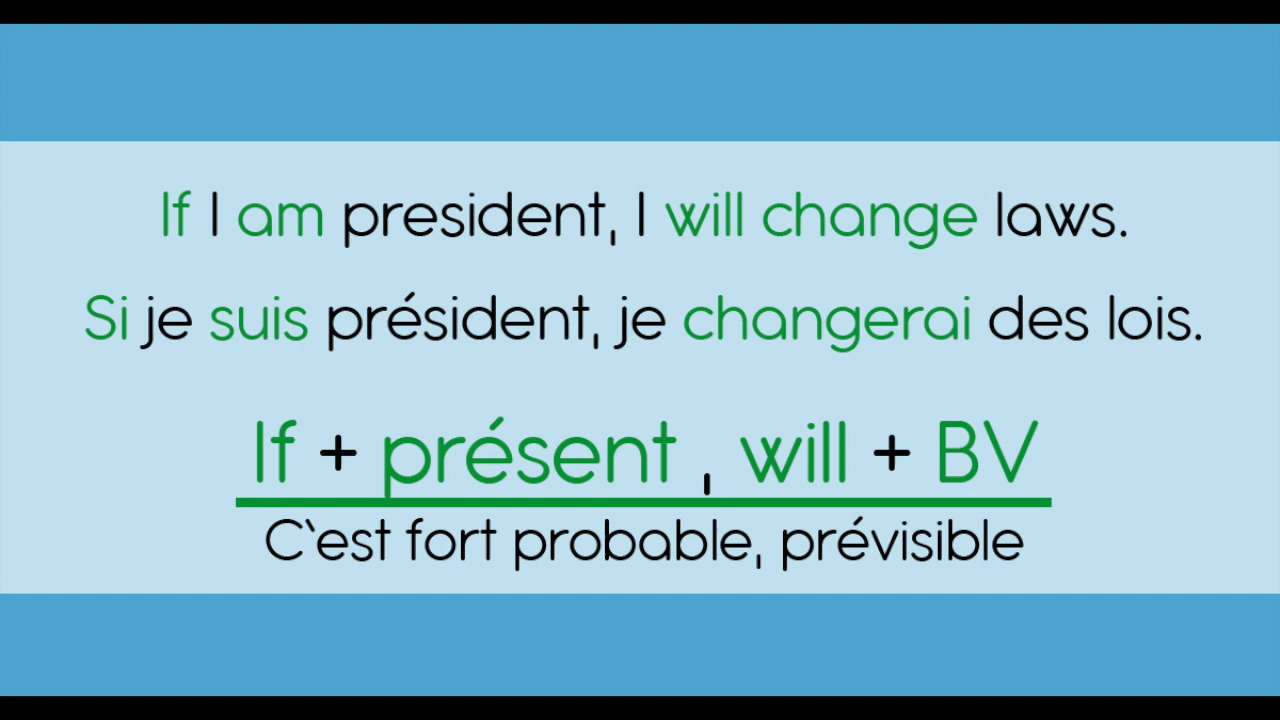 If I am president, I will change laws.
Si je suis président, je changerai des lois.
If + présent , will + BV
C‘est fort probable, prévisible